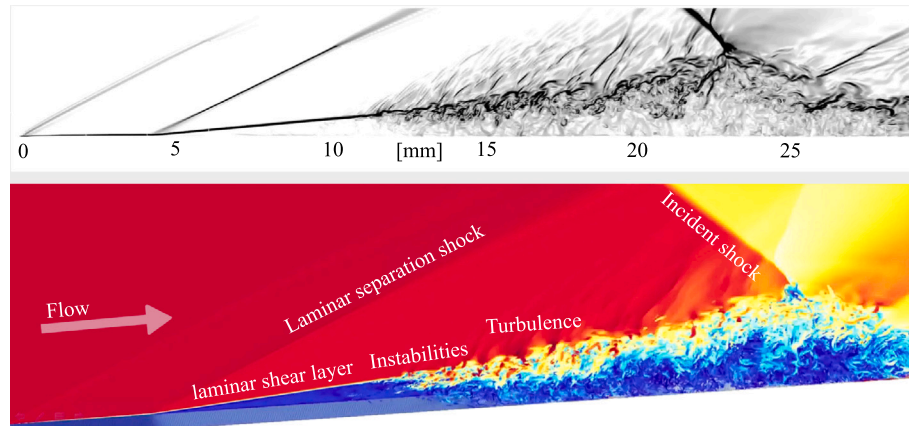 0 5 10 [mm] 15 20 25
Incident shock
Laminar separation shock
Flow
Turbulence
Instabilities
laminar shear layer